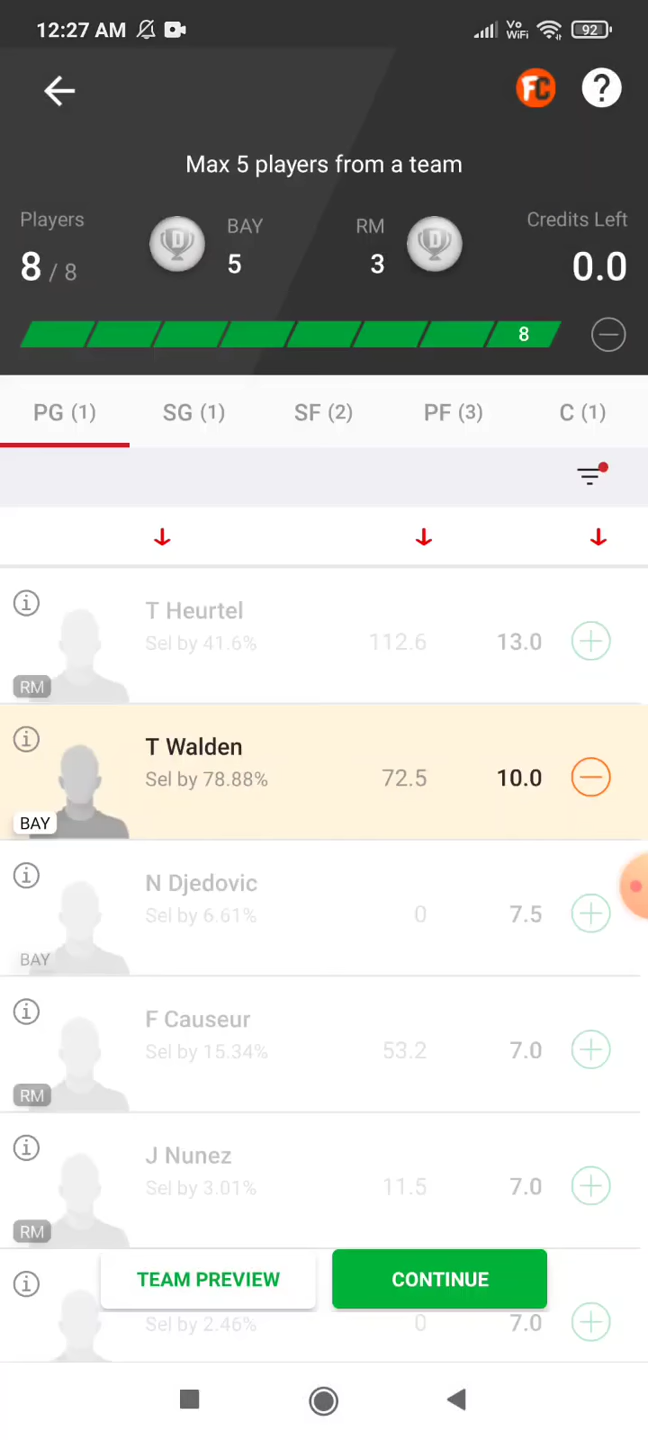 12:27 AM
Vo WiFi
92
FC
?
Max 5 players from a team
Players
8 / 8
D
BAY
5
RM
3
D
Credits Left
0.0
8
PG (1)
SG (1)
SF (2)
PF (3)
C (1)
T Heurtel
Sel by 41.6%
112.6
13.0
RM
T Walden
Sel by 78.88%
72.5
10.0
BAY
N Djedovic
Sel by 6.61%
0
7.5
BAY
F Causeur
Sel by 15.34%
53.2
7.0
RM
J Nunez
Sel by 3.01%
11.5
7.0
RM
TEAM PREVIEW
CONTINUE
Sel by 2.46%
0
7.0